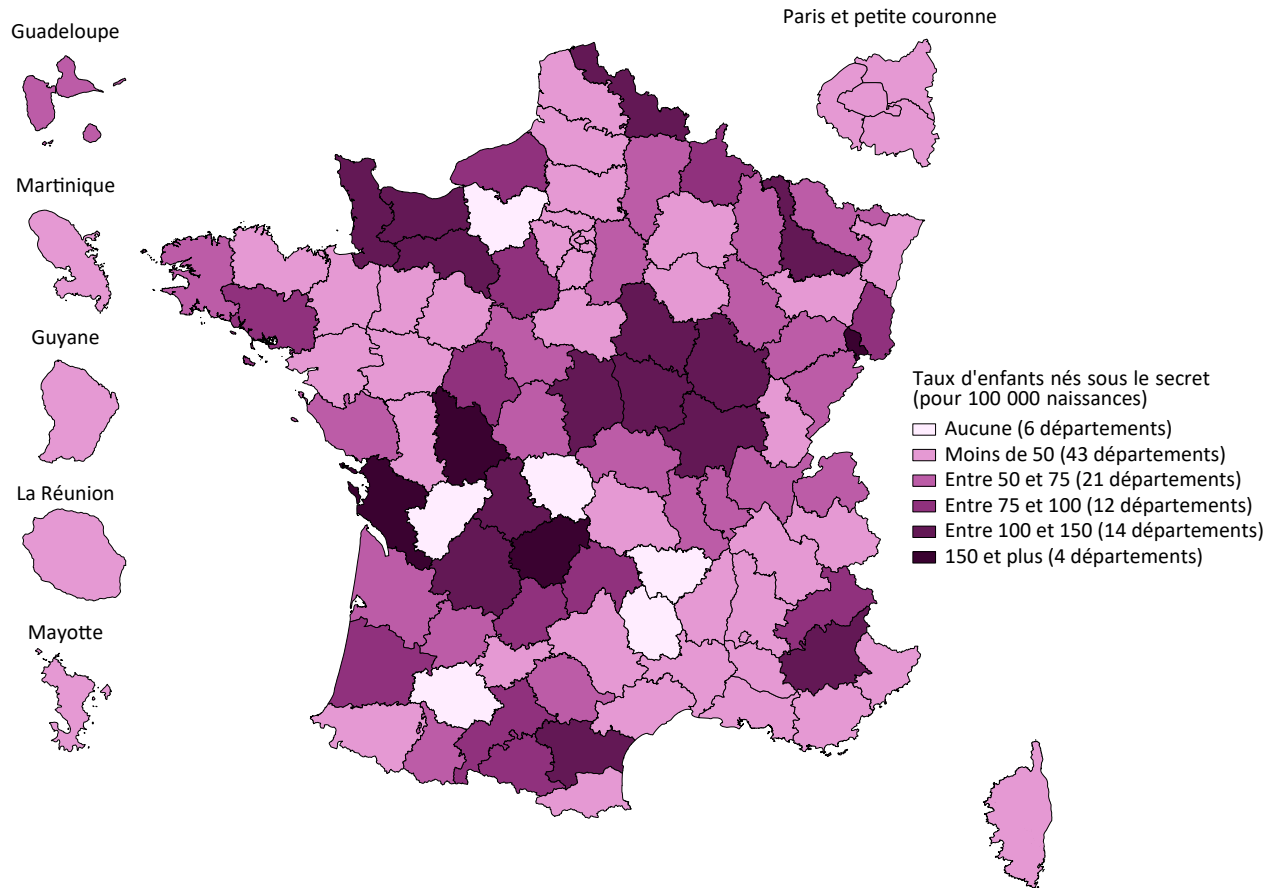 Guadeloupe
Martinique
Guyane
La Réunion
Mayotte
Paris et petite couronne
Taux d'enfants nés sous le secret
(pour 100 000 naissances)
Aucune (6 départements)
Moins de 50 (43 départements)
Entre 50 et 75 (21 départements)
Entre 75 et 100 (12 départements)
Entre 100 et 150 (14 départements)
150 et plus (4 départements)